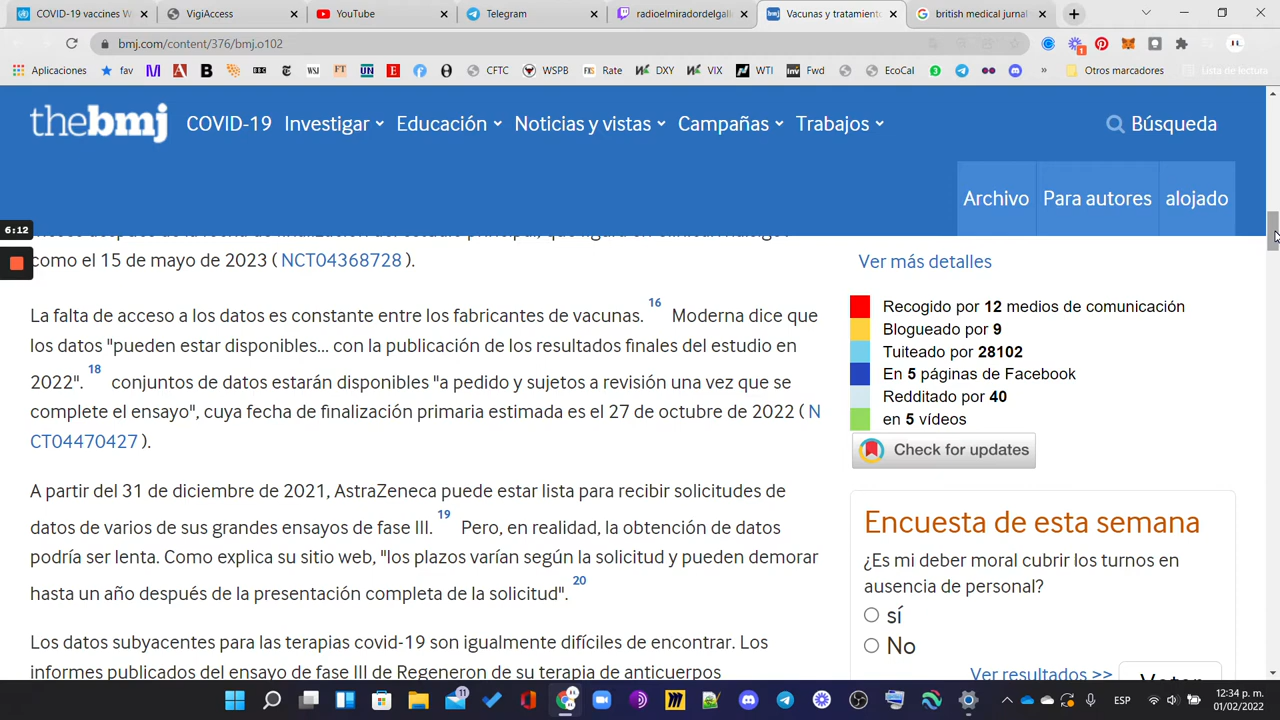 COVID-19 vaccines W
VigiAccess
YouTube
Telegram
radioelmiradordelgall
Vacunas y tratamiento
british medical jurnal
bmj.com/content/376/bmj.o102
Aplicaciones
fav
CFTC
WSPB
Rate
DXY
VIX
WTI
Fwd
EcoCal
Otros marcadores
Lista de lectura
thebmj
COVID-19
Investigar
Educación
Noticias y vistas
Campañas
Trabajos
Búsqueda
Archivo
Para autores
alojado
6:12
como el 15 de mayo de 2023 ( NCT04368728 ).
La falta de acceso a los datos es constante entre los fabricantes de vacunas. 16 Moderna dice que
los datos "pueden estar disponibles... con la publicación de los resultados finales del estudio en
2022". 18 conjuntos de datos estarán disponibles "a pedido y sujetos a revisión una vez que se
complete el ensayo", cuya fecha de finalización primaria estimada es el 27 de octubre de 2022 ( N
CT04470427 ).
A partir del 31 de diciembre de 2021, AstraZeneca puede estar lista para recibir solicitudes de
datos de varios de sus grandes ensayos de fase III. 19 Pero, en realidad, la obtención de datos
podría ser lenta. Como explica su sitio web, "los plazos varían según la solicitud y pueden demorar
hasta un año después de la presentación completa de la solicitud". 20
Los datos subyacentes para las terapias covid-19 son igualmente difíciles de encontrar. Los
informes publicados del ensayo de fase III de Regeneron de su terapia de anticuerpos
Ver más detalles
Recogido por 12 medios de comunicación
Blogueado por 9
Tuiteado por 28102
En 5 páginas de Facebook
Redditado por 40
en 5 vídeos
Check for updates
Encuesta de esta semana
¿Es mi deber moral cubrir los turnos en
ausencia de personal?
sí
No
Ver resultados >>
Votar
11
ESP
12:34 p. m.
01/02/2022